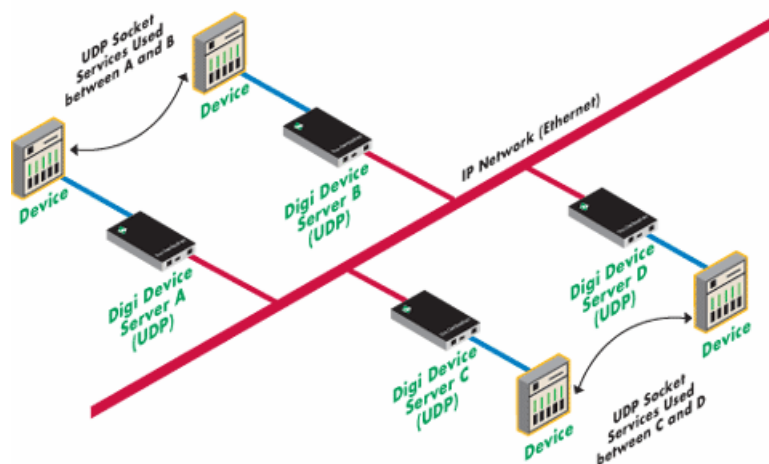 UDP Socket
Services Used
between A and B
Device
Device
Digi Device
Server B
(UDP)
IP Network (Ethernet)
Digi Device
Server A
(UDP)
Digi Device
Server D
(UDP)
Device
Digi Device
Server C
(UDP)
Device
UDP Socket
Services Used
between C and D